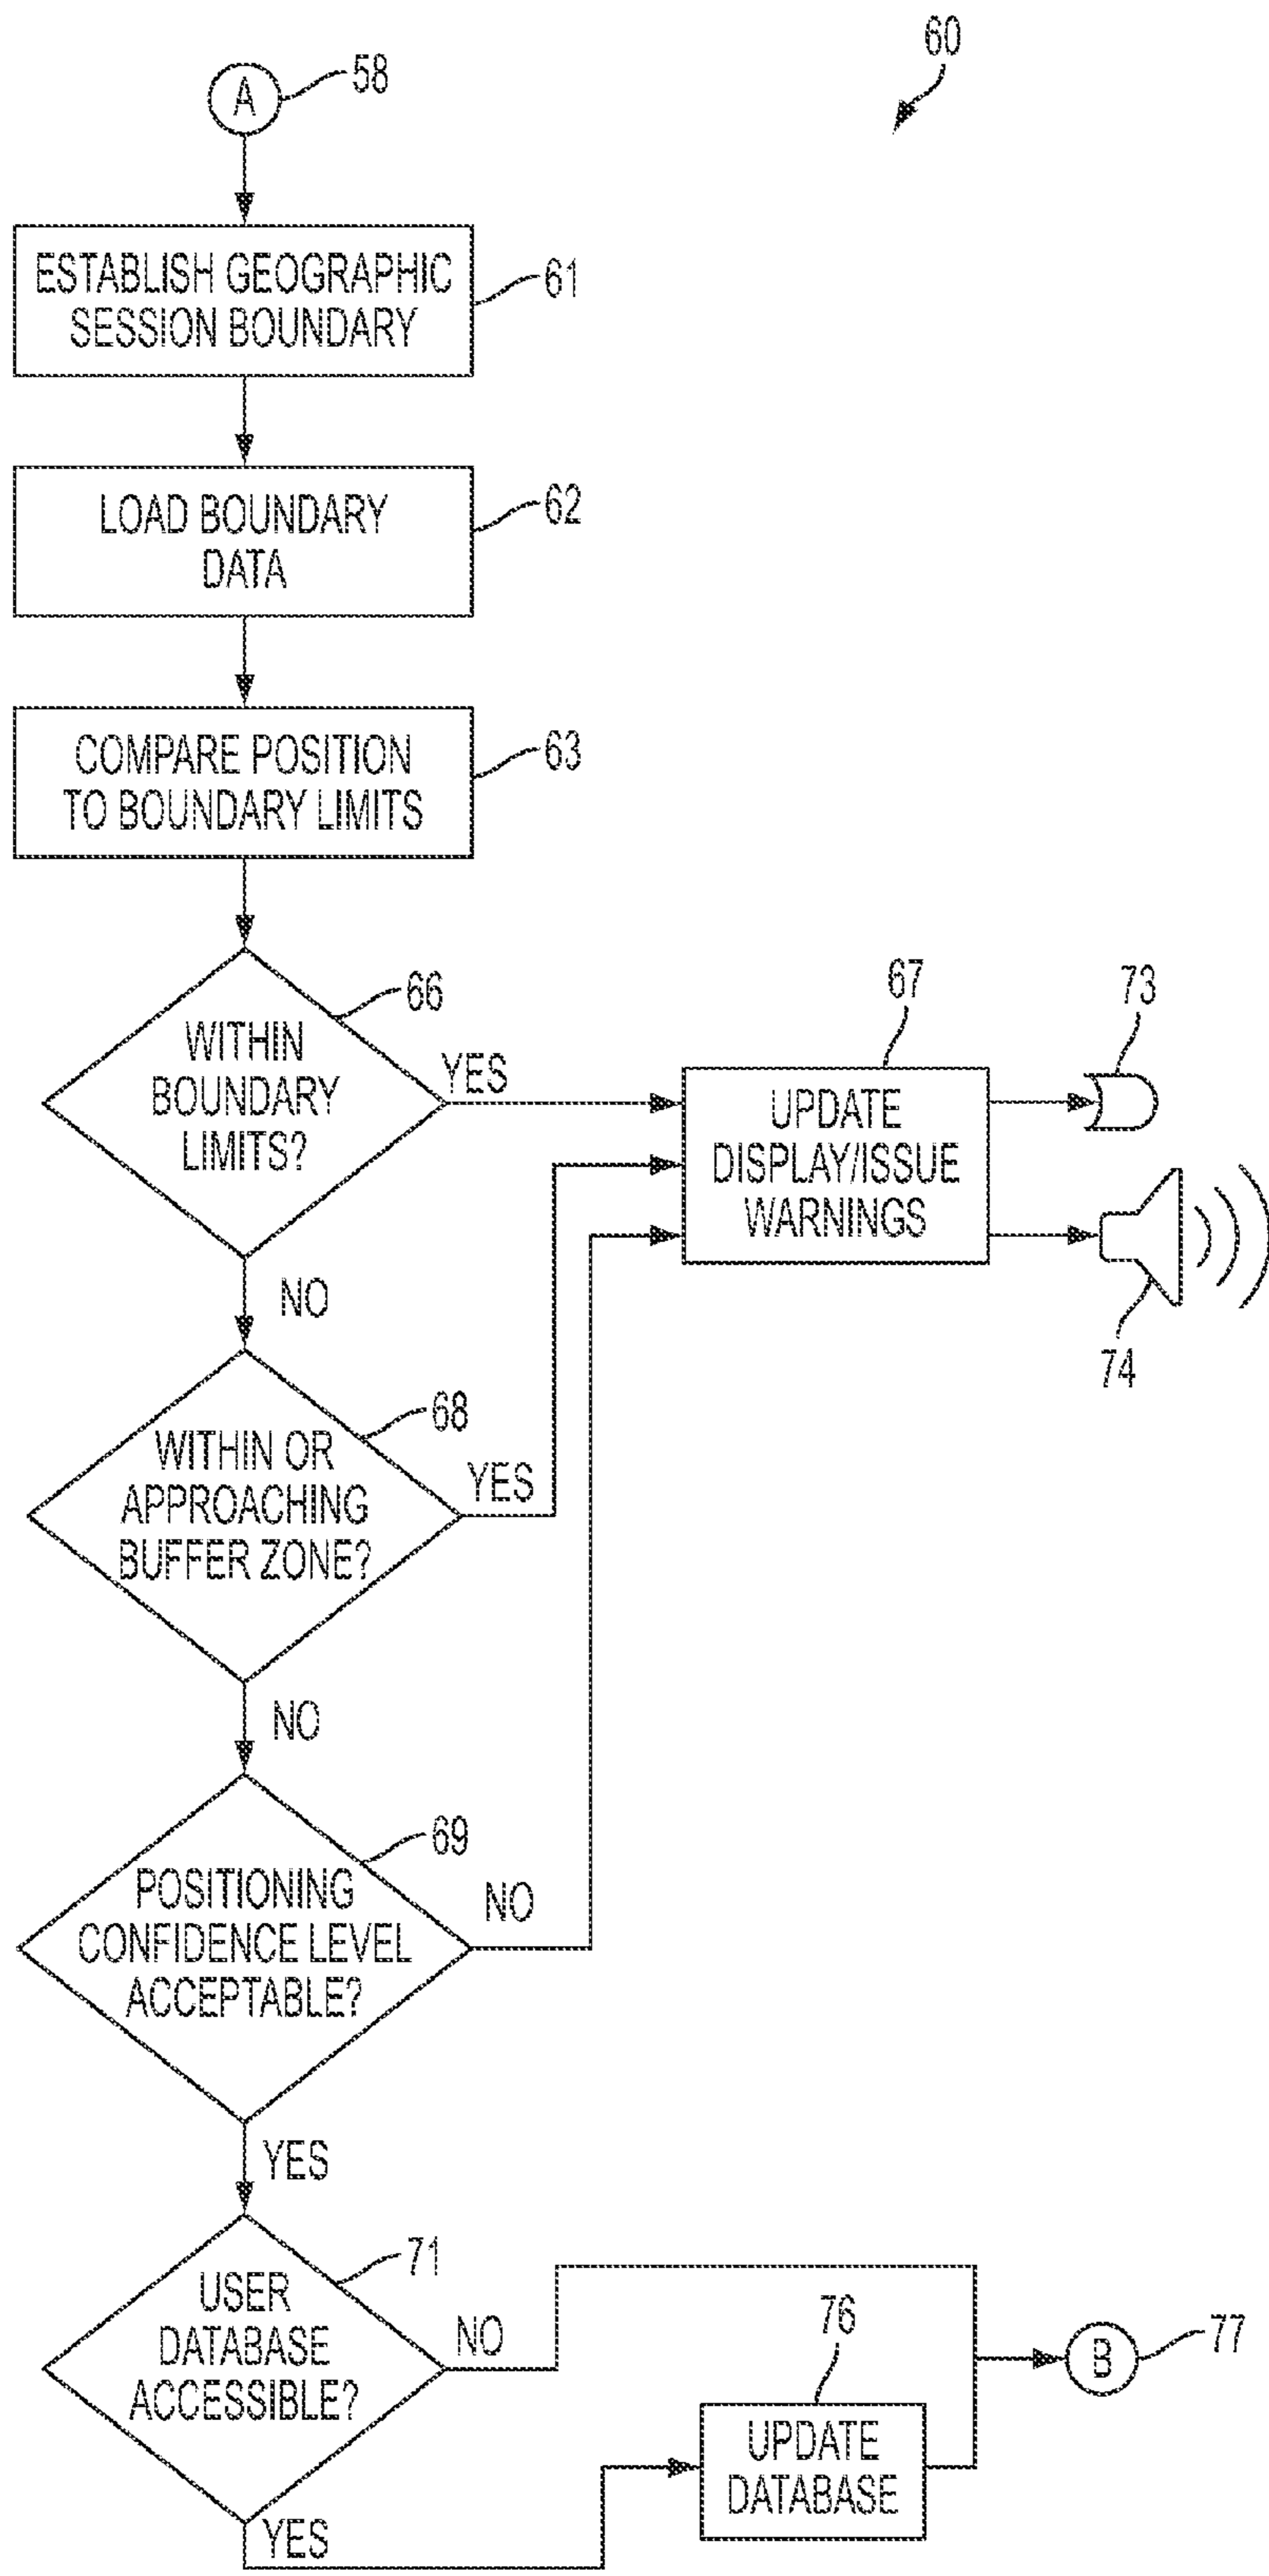 60
A
58
ESTABLISH GEOGRAPHIC
SESSION BOUNDARY
61
LOAD BOUNDARY
DATA
62
COMPARE POSITION
TO BOUNDARY LIMITS
63
WITHIN
BOUNDARY
LIMITS?
66
YES
NO
67
UPDATE
DISPLAY/ISSUE
WARNINGS
73
74
WITHIN OR
APPROACHING
BUFFER ZONE?
68
YES
NO
POSITIONING
CONFIDENCE LEVEL
ACCEPTABLE?
69
NO
YES
USER
DATABASE
ACCESSIBLE?
71
NO
YES
76
UPDATE
DATABASE
B
77